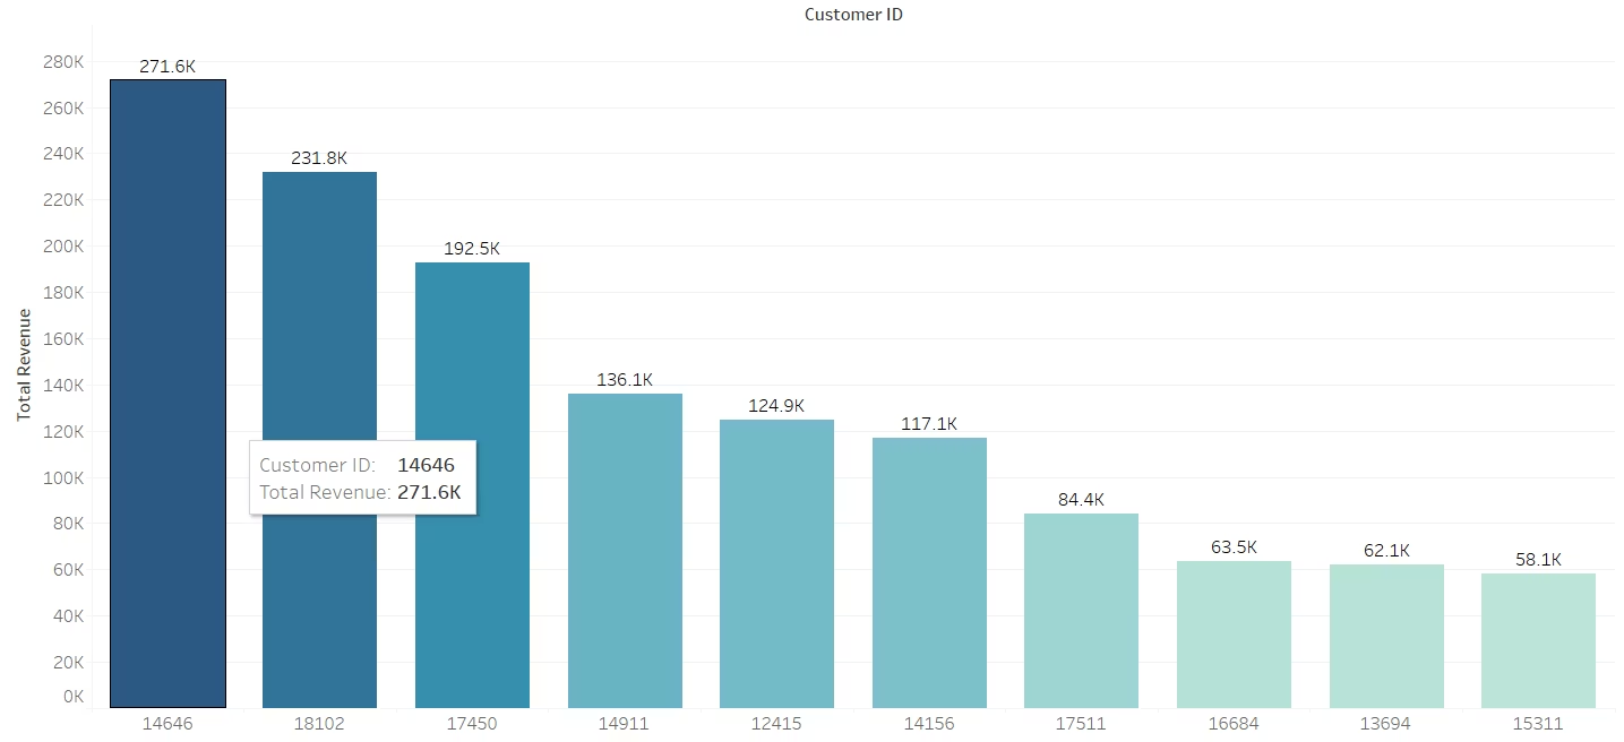 Customer ID
280K
260K
240K
220K
200K
180K
160K
140K
120K
100K
80K
60K
40K
20K
0K
Total Revenue
271.6K
231.8K
192.5K
136.1K
124.9K
117.1K
84.4K
63.5K
62.1K
58.1K
Customer ID: 14646
Total Revenue: 271.6K
14646 18102 17450 14911 12415 14156 17511 16684 13694 15311